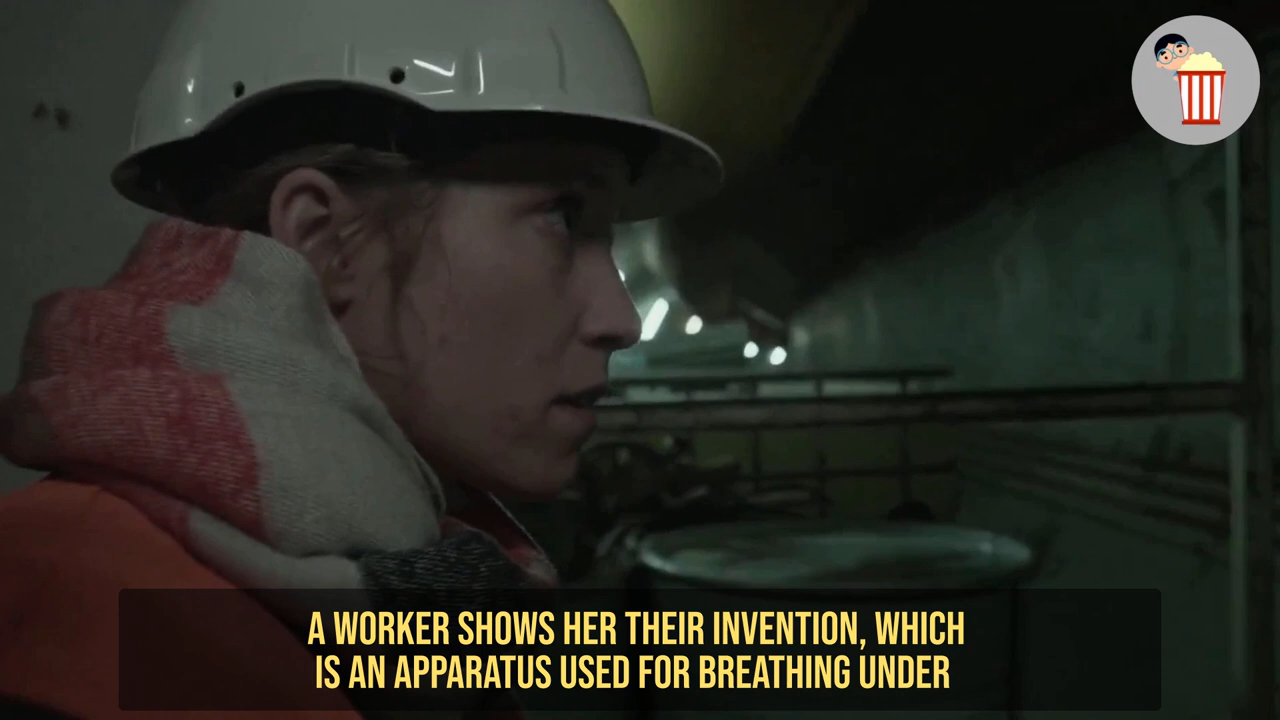 A WORKER SHOWS HER THEIR INVENTION, WHICH
IS AN APPARATUS USED FOR BREATHING UNDER